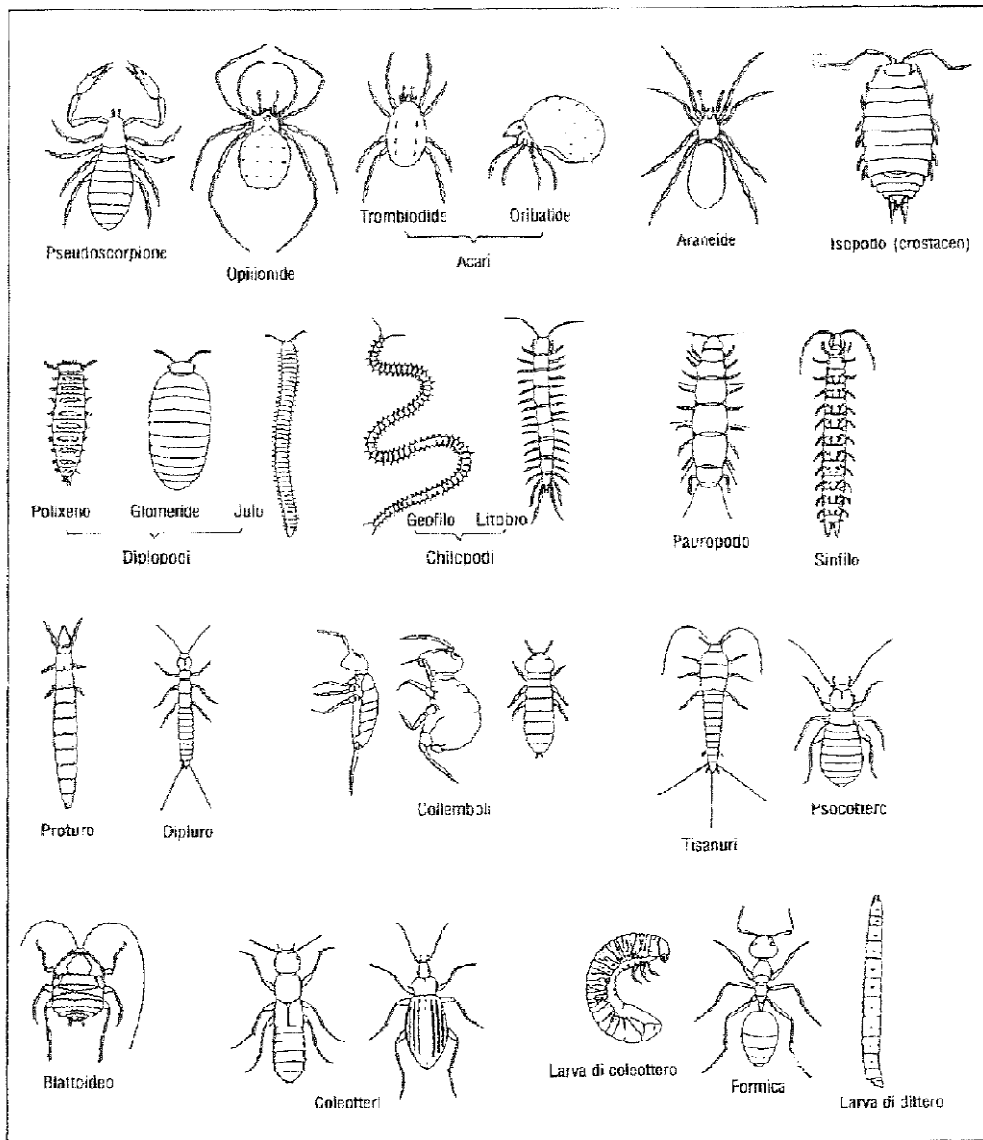 Pseudoscorpione
Opilionide
Trombiodide
Oribatide
Acari
Araneide
Isopodo (crostaceo)
Polixeno
Glomeride
Julo
Diplopodi
Geofilo
Litobio
Chilopodi
Pauropodo
Sinfilo
Proturo
Dipluro
Collemboli
Tisanuri
Psocottero
Blattoideo
Coleotteri
Larva di coleottero
Formica
Larva di dittero